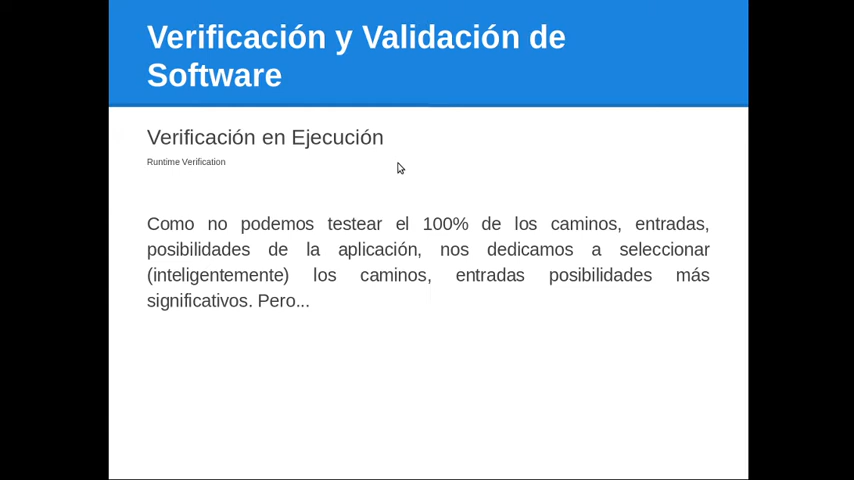 Verificación y Validación de
Software
Verificación en Ejecución
Runtime Verification
Como no podemos testear el 100% de los caminos, entradas,
posibilidades de la aplicación, nos dedicamos a seleccionar
(inteligentemente) los caminos, entradas posibilidades más
significativos. Pero...